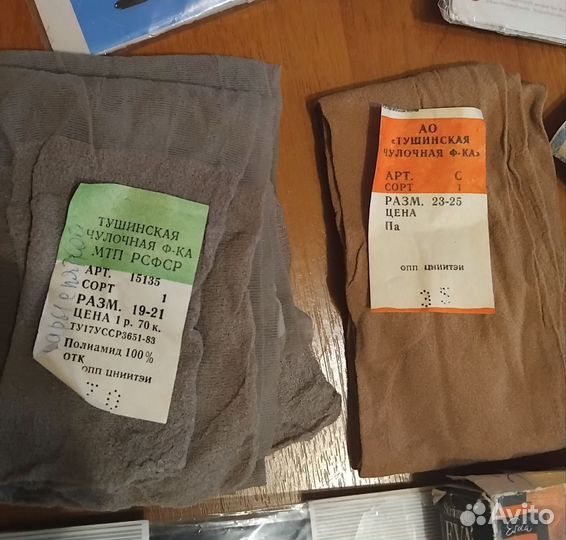 ТУШИНСКАЯ
ЧУЛОЧНАЯ Ф-КА
МТП РСФСР
АРТ. 15135
СОРТ 1
РАЗМ. 19-21
ЦЕНА 1 р. 70 к.
ТУ17УССР3651-83
Полиамид 100%
ОТК
ОПП ЦНИИТЭИ
АО
«ТУШИНСКАЯ
ЧУЛОЧНАЯ Ф-КА»
АРТ. С
СОРТ 1
РАЗМ. 23-25
ЦЕНА
Па
ОПП ЦНИИТЭИ
Avito